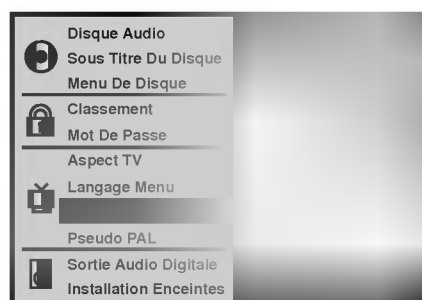 Disque Audio
Sous Titre Du Disque
Menu De Disque
Classement
Mot De Passe
Aspect TV
Langage Menu
Pseudo PAL
Sortie Audio Digitale
Installation Enceintes